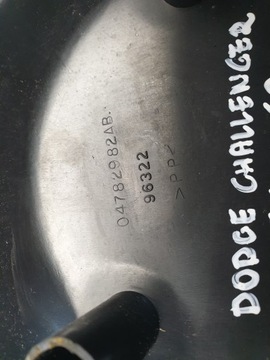 04782982AB
96322
>PP<
DODGE CHALLENGER